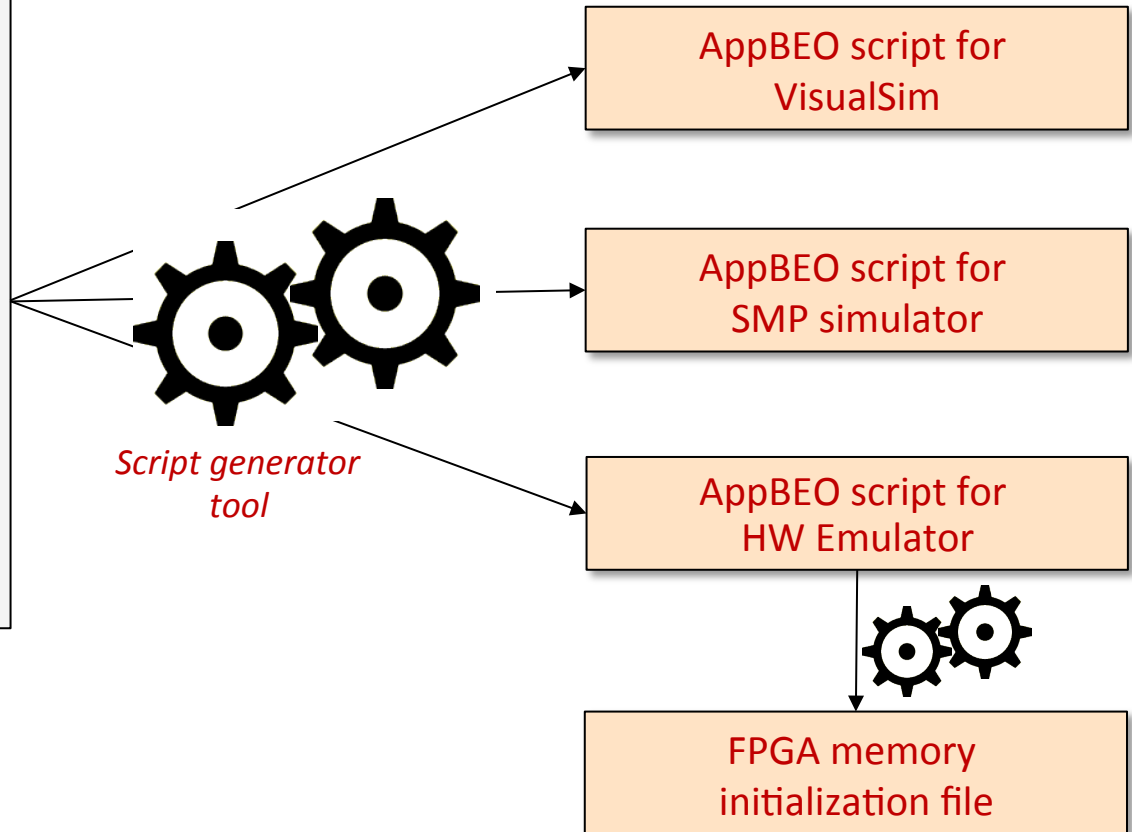 AppBEO script for
VisualSim
AppBEO script for
SMP simulator
Script generator
tool
AppBEO script for
HW Emulator
FPGA memory
initialization file